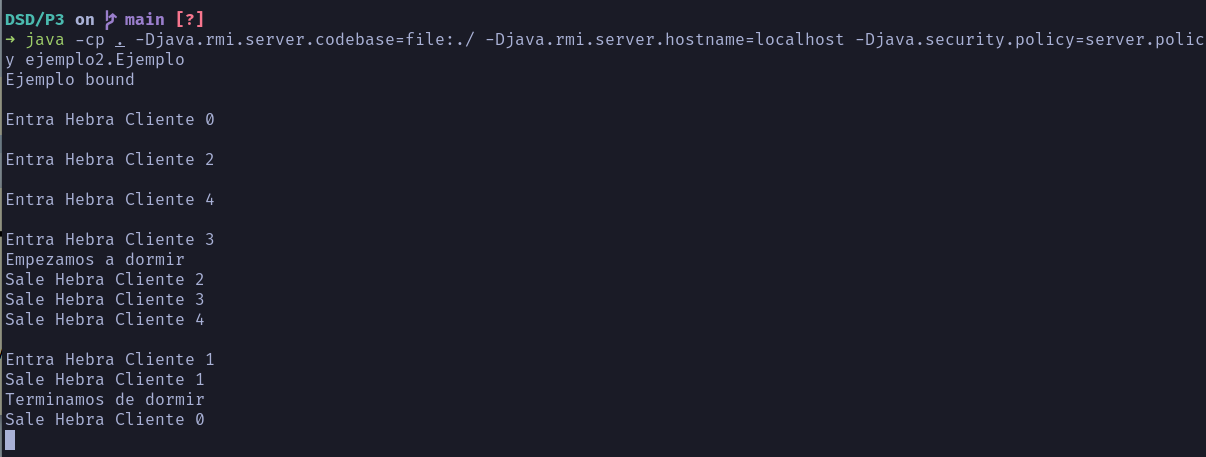 DSD/P3 on main [?]
→ java -cp . -Djava.rmi.server.codebase=file:./ -Djava.rmi.server.hostname=localhost -Djava.security.policy=server.polic
y ejemplo2.Ejemplo
Ejemplo bound
Entra Hebra Cliente 0
Entra Hebra Cliente 2
Entra Hebra Cliente 4
Entra Hebra Cliente 3
Empezamos a dormir
Sale Hebra Cliente 2
Sale Hebra Cliente 3
Sale Hebra Cliente 4
Entra Hebra Cliente 1
Sale Hebra Cliente 1
Terminamos de dormir
Sale Hebra Cliente 0